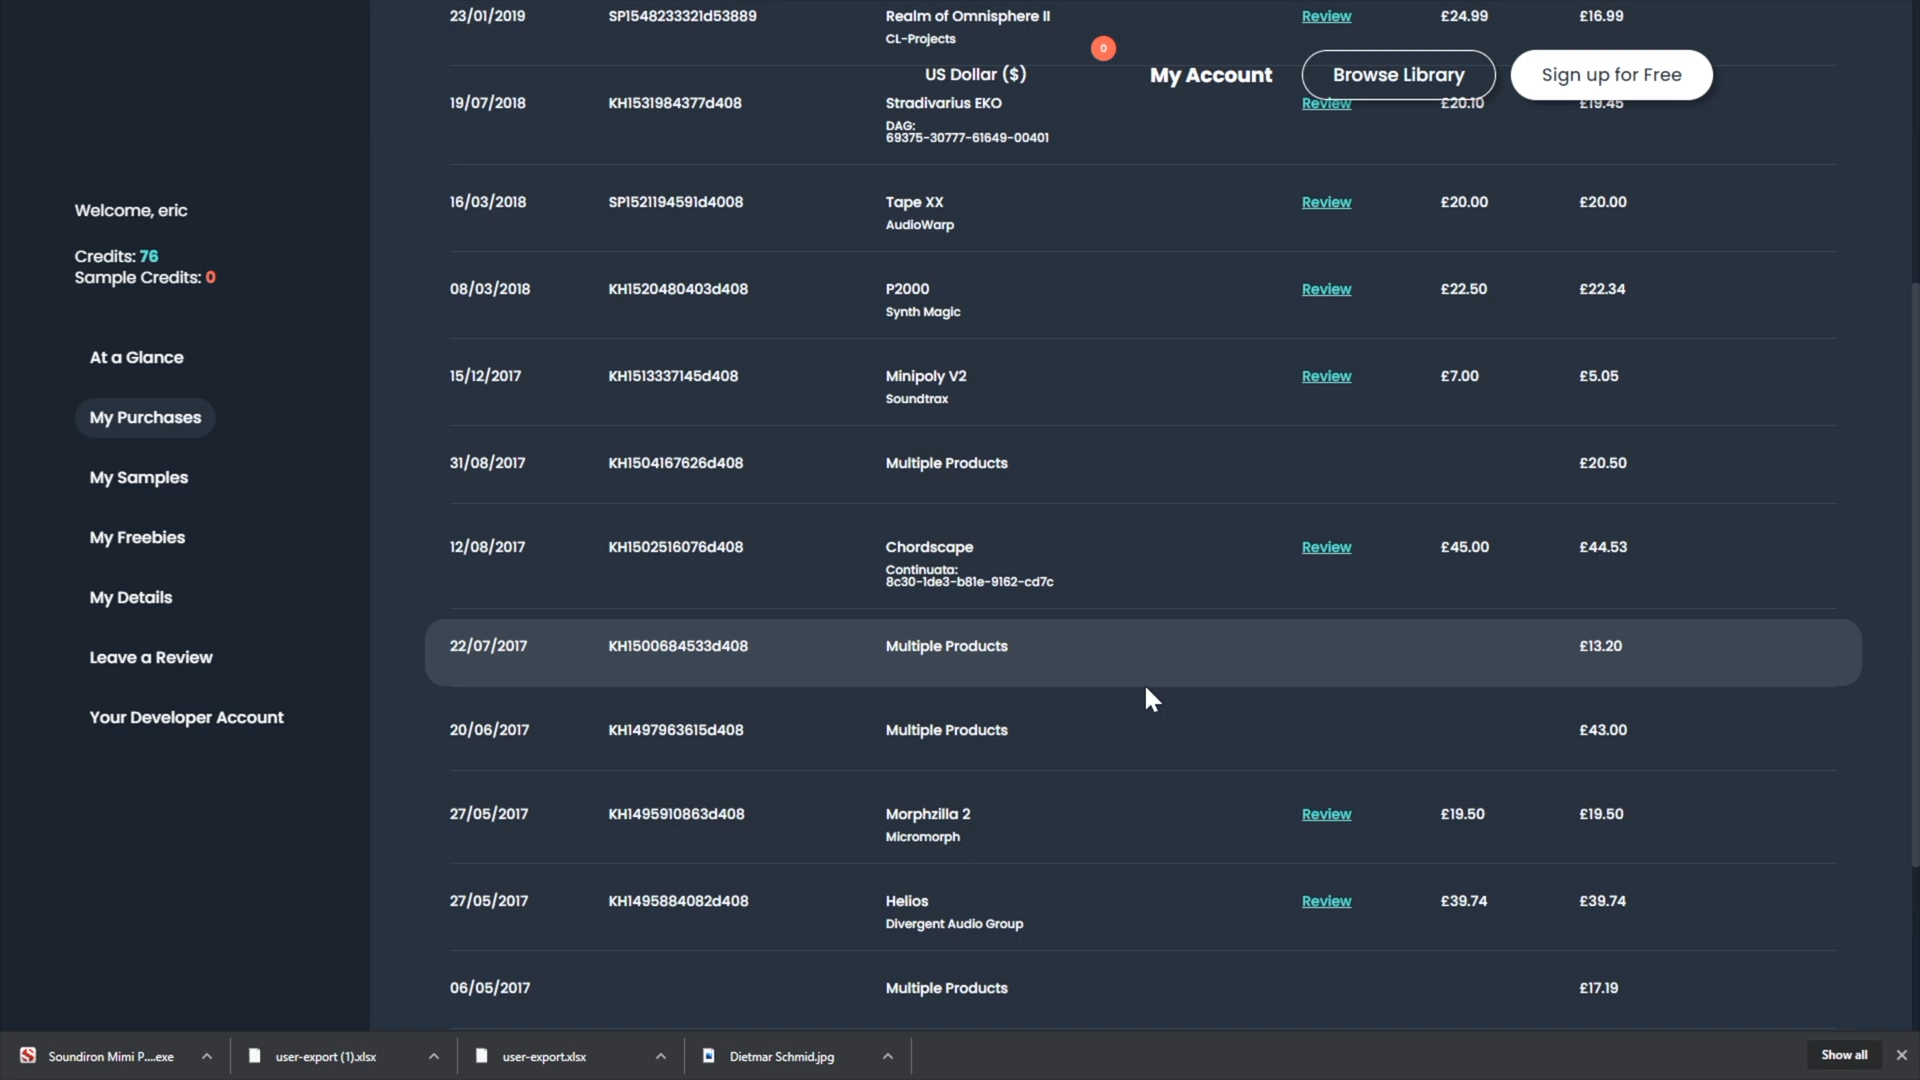 23/01/2019 SP1548233321d53889 Realm of Omnisphere II Review £24.99 £16.99
CL-Projects
0
US Dollar ($) My Account Browse Library Sign up for Free
19/07/2018 KH1531984377d408 Stradivarius EKO Review £20.10 £19.45
DAG:
69375-30777-61649-00401
16/03/2018 SP1521194591d4008 Tape XX Review £20.00 £20.00
AudioWarp
Welcome, eric
Credits: 76
Sample Credits: 0
08/03/2018 KH1520480403d408 P2000 Review £22.50 £22.34
Synth Magic
At a Glance
15/12/2017 KH1513337145d408 Minipoly V2 Review £7.00 £5.05
Soundtrax
My Purchases
31/08/2017 KH1504167626d408 Multiple Products £20.50
My Samples
My Freebies
12/08/2017 KH1502516076d408 Chordscape Review £45.00 £44.53
Continuata:
8c30-1de3-b81e-9162-cd7c
My Details
22/07/2017 KH1500684533d408 Multiple Products £13.20
Leave a Review
Your Developer Account
20/06/2017 KH1497963615d408 Multiple Products £43.00
27/05/2017 KH1495910863d408 Morphzilla 2 Review £19.50 £19.50
Micromorph
27/05/2017 KH1495884082d408 Helios Review £39.74 £39.74
Divergent Audio Group
06/05/2017 Multiple Products £17.19
Soundiron Mimi P....exe user-export (1).xlsx user-export.xlsx Dietmar Schmid.jpg Show all